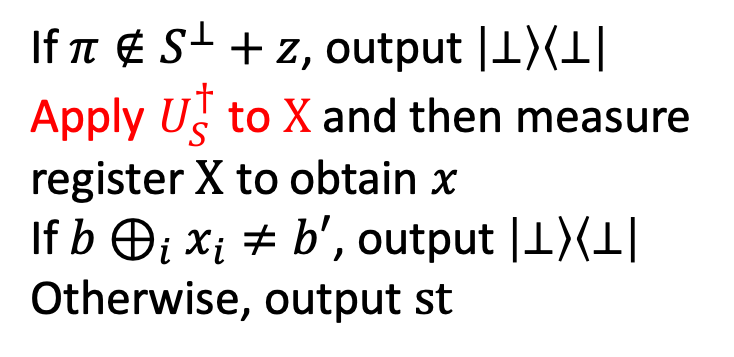 If π ∉ S⊥ + z, output |⊥⟩⟨⊥|
Apply U_S^† to X and then measure
register X to obtain x
If b ⊕_i x_i ≠ b′, output |⊥⟩⟨⊥|
Otherwise, output st